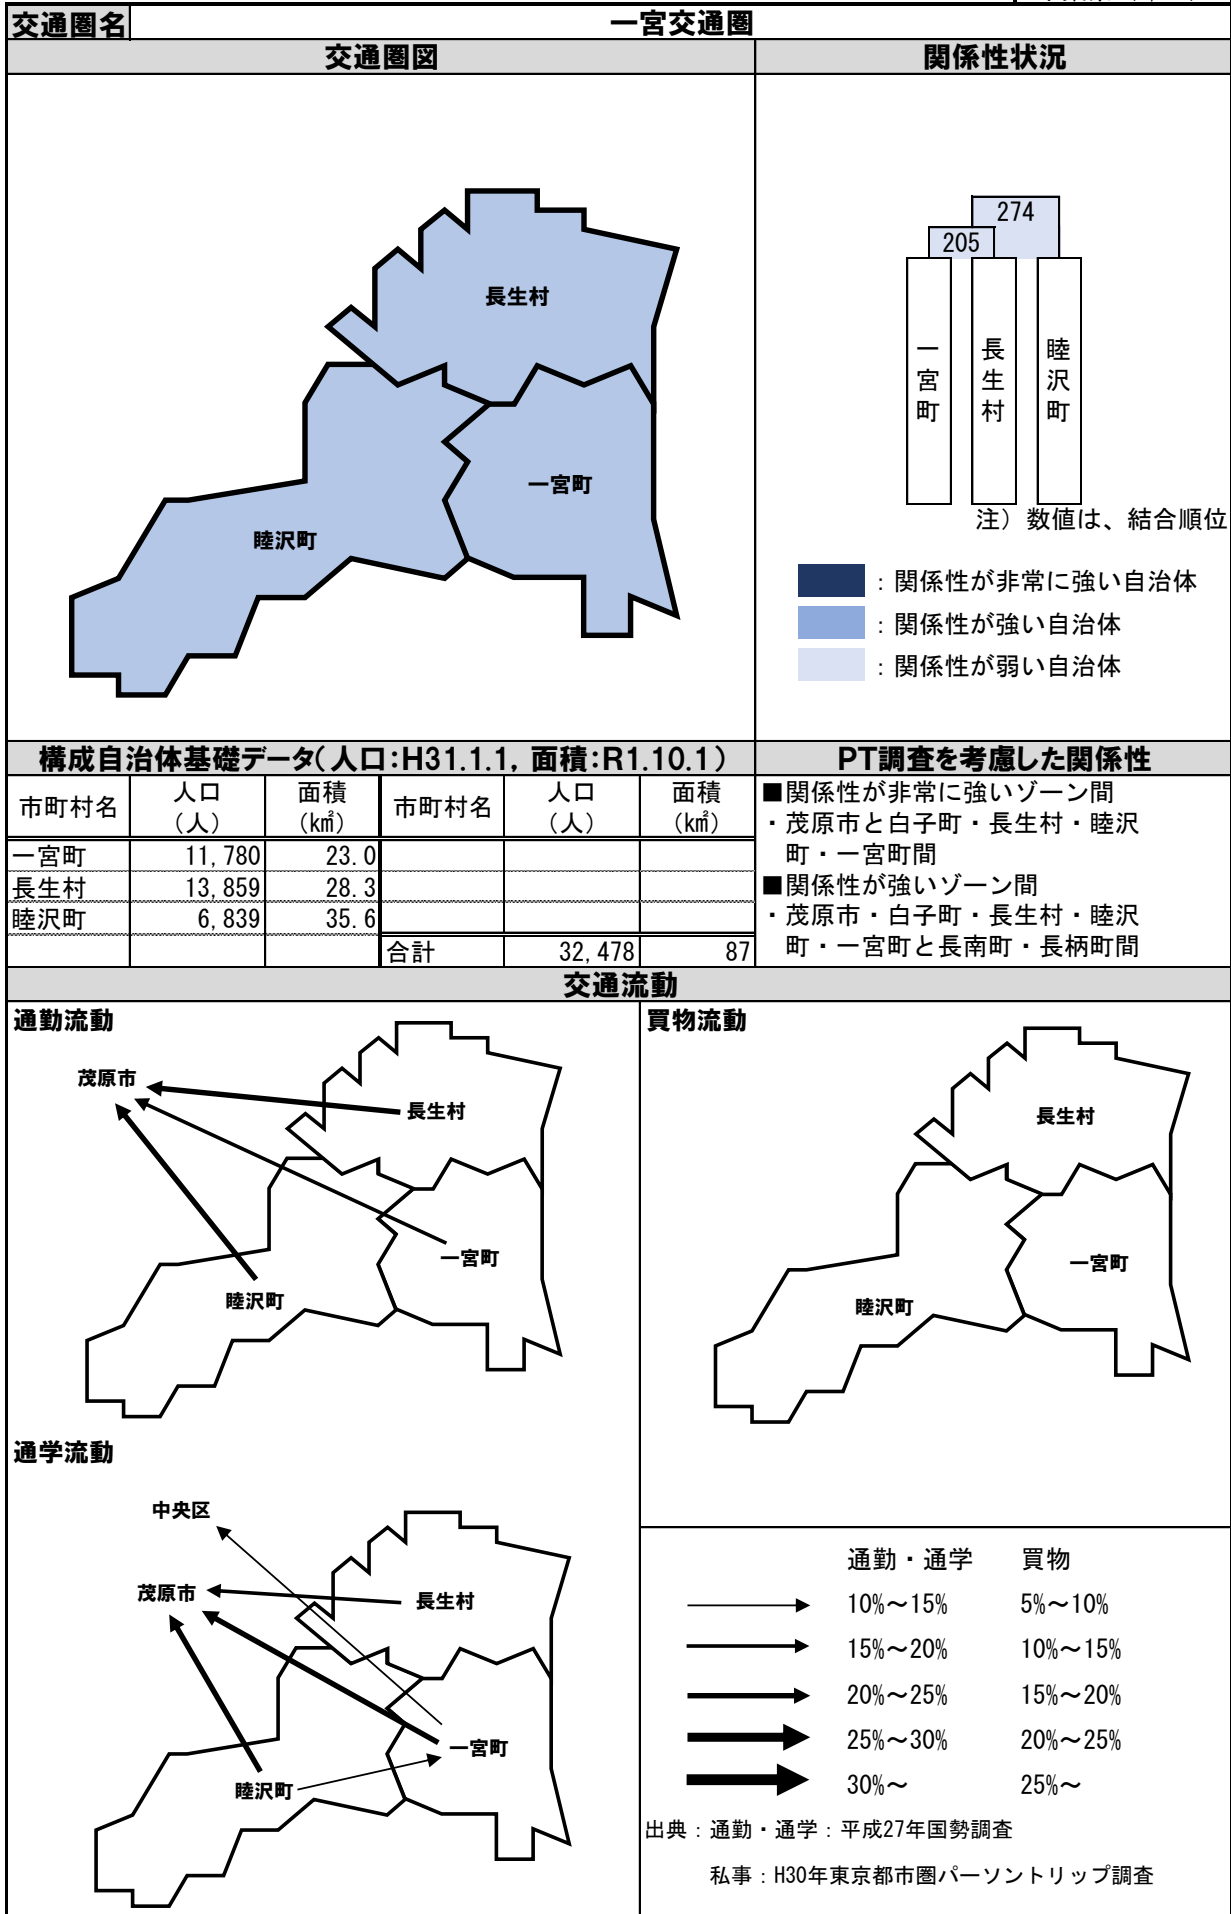 交通圏名 一宮交通圏
交通圏図 関係性状況
長生村
一宮町
睦沢町
274
205
一宮町
長生村
睦沢町
注）数値は、結合順位
：関係性が非常に強い自治体
：関係性が強い自治体
：関係性が弱い自治体
構成自治体基礎データ（人口：H31.1.1，面積：R1.10.1）
市町村名 人口（人） 面積（㎢） 市町村名 人口（人） 面積（㎢）
一宮町 11,780 23.0
長生村 13,859 28.3
睦沢町 6,839 35.6
合計 32,478 87
PT調査を考慮した関係性
■関係性が非常に強いゾーン間
・茂原市と白子町・長生村・睦沢
町・一宮町間
■関係性が強いゾーン間
・茂原市・白子町・長生村・睦沢
町・一宮町と長南町・長柄町間
交通流動
通勤流動
茂原市
長生村
一宮町
睦沢町
買物流動
長生村
一宮町
睦沢町
通学流動
中央区
茂原市
長生村
一宮町
睦沢町
通勤・通学 買物
10%～15% 5%～10%
15%～20% 10%～15%
20%～25% 15%～20%
25%～30% 20%～25%
30%～ 25%～
出典：通勤・通学：平成27年国勢調査
私事：H30年東京都市圏パーソントリップ調査